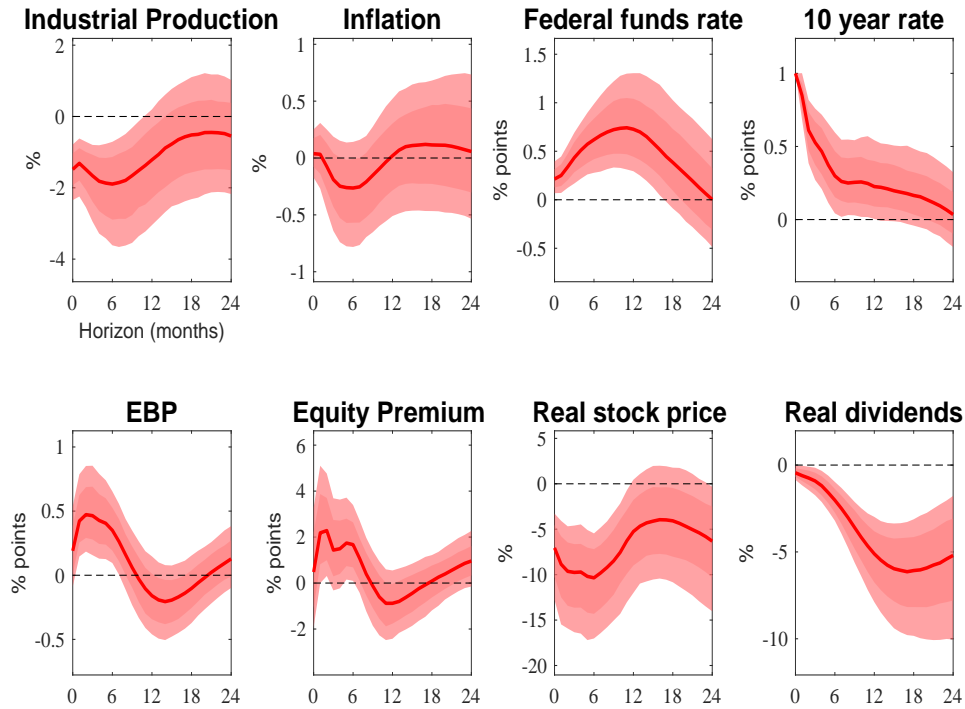 Industrial Production
2
0
-2
-4
%
0 6 12 18 24
Horizon (months)
Inflation
1
0.5
0
-0.5
-1
%
0 6 12 18 24
Federal funds rate
1.5
1
0.5
0
-0.5
% points
0 6 12 18 24
10 year rate
1
0.5
0
% points
0 6 12 18 24
EBP
1
0.5
0
-0.5
% points
0 6 12 18 24
Equity Premium
6
4
2
0
-2
% points
0 6 12 18 24
Real stock price
5
0
-5
-10
-15
-20
%
0 6 12 18 24
Real dividends
0
-5
-10
%
0 6 12 18 24